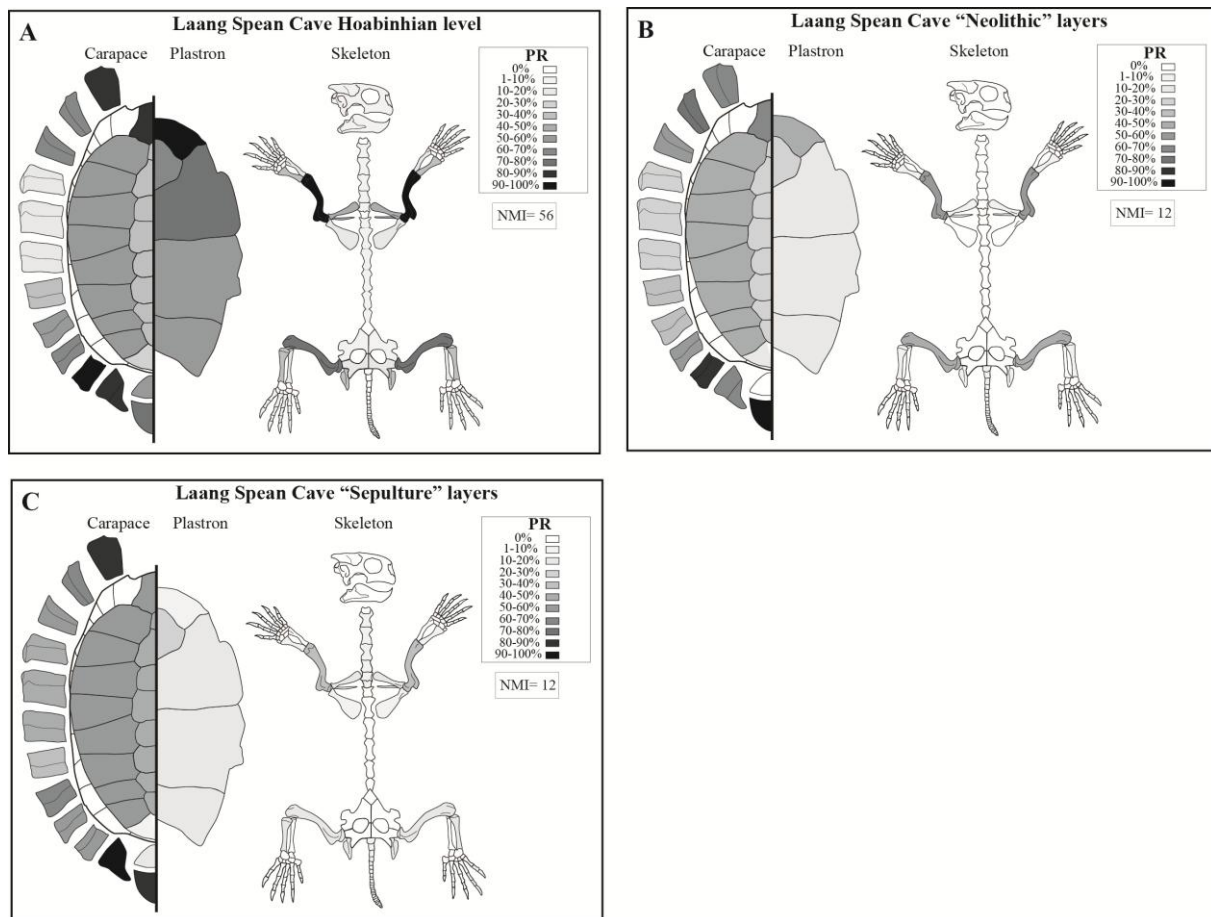 A
Laang Spean Cave Hoabinhian level
Carapace Plastron Skeleton
PR
0%
1-10%
10-20%
20-30%
30-40%
40-50%
50-60%
60-70%
70-80%
80-90%
90-100%
NMI= 56
B
Laang Spean Cave “Neolithic” layers
Carapace Plastron Skeleton
PR
0%
1-10%
10-20%
20-30%
30-40%
40-50%
50-60%
60-70%
70-80%
80-90%
90-100%
NMI= 12
C
Laang Spean Cave “Sepulture” layers
Carapace Plastron Skeleton
PR
0%
1-10%
10-20%
20-30%
30-40%
40-50%
50-60%
60-70%
70-80%
80-90%
90-100%
NMI= 12